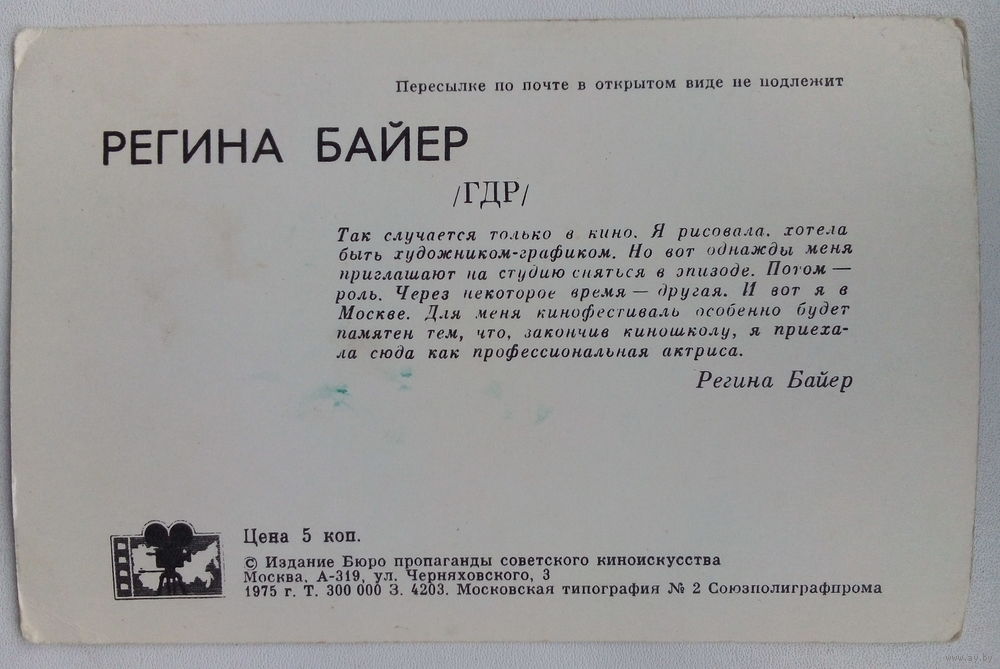 Пересылке по почте в открытом виде не подлежит
РЕГИНА БАЙЕР
/ГДР/
Так случается только в кино. Я рисовала, хотела
быть художником-графиком. Но вот однажды меня
приглашают на студию сняться в эпизоде. Потом —
роль. Через некоторое время — другая. И вот я в
Москве. Для меня кинофестиваль особенно будет
памятен тем, что, закончив киношколу, я приеха-
ла сюда как профессиональная актриса.
Регина Байер
Цена 5 коп.
© Издание Бюро пропаганды советского киноискусства
Москва, А-319, ул. Черняховского, 3
1975 г. Т. 300 000 З. 4203. Московская типография № 2 Союзполиграфпрома
www.av.by